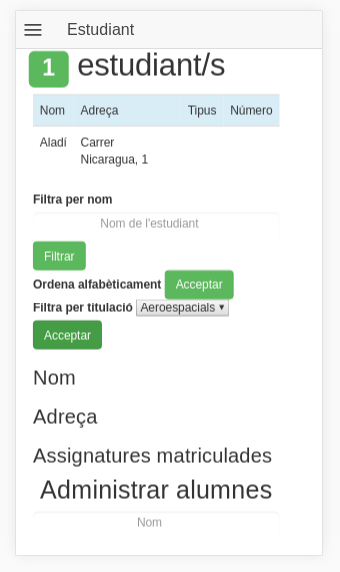 Estudiant
1 estudiant/s
Nom Adreça Tipus Número
Aladí Carrer
Nicaragua, 1
Filtra per nom
Nom de l'estudiant
Filtrar
Ordena alfabèticament Acceptar
Filtra per titulació Aeroespacials
Acceptar
Nom
Adreça
Assignatures matriculades
Administrar alumnes
Nom